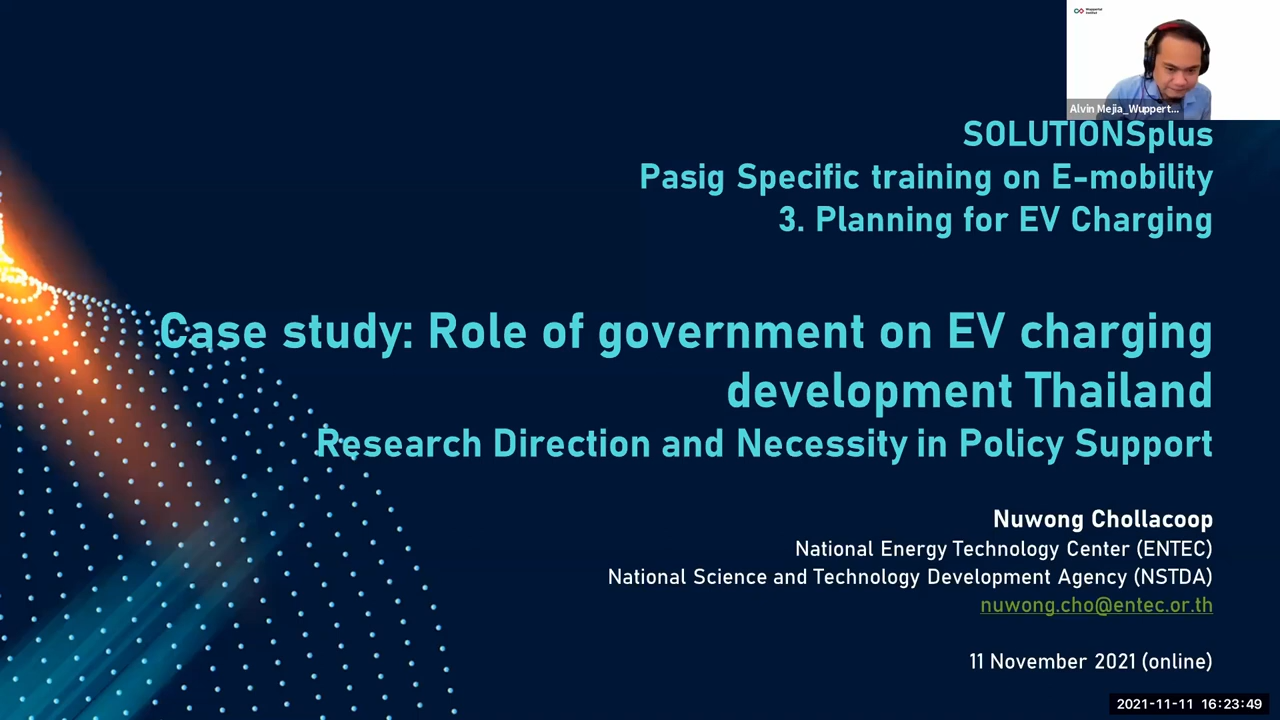 Wuppertal
Institut
Alvin Mejia_Wuppert...
SOLUTIONSplus
Pasig Specific training on E-mobility
3. Planning for EV Charging
Case study: Role of government on EV charging
development Thailand
Research Direction and Necessity in Policy Support
Nuwong Chollacoop
National Energy Technology Center (ENTEC)
National Science and Technology Development Agency (NSTDA)
nuwong.cho@entec.or.th
11 November 2021 (online)
2021-11-11 16:23:49